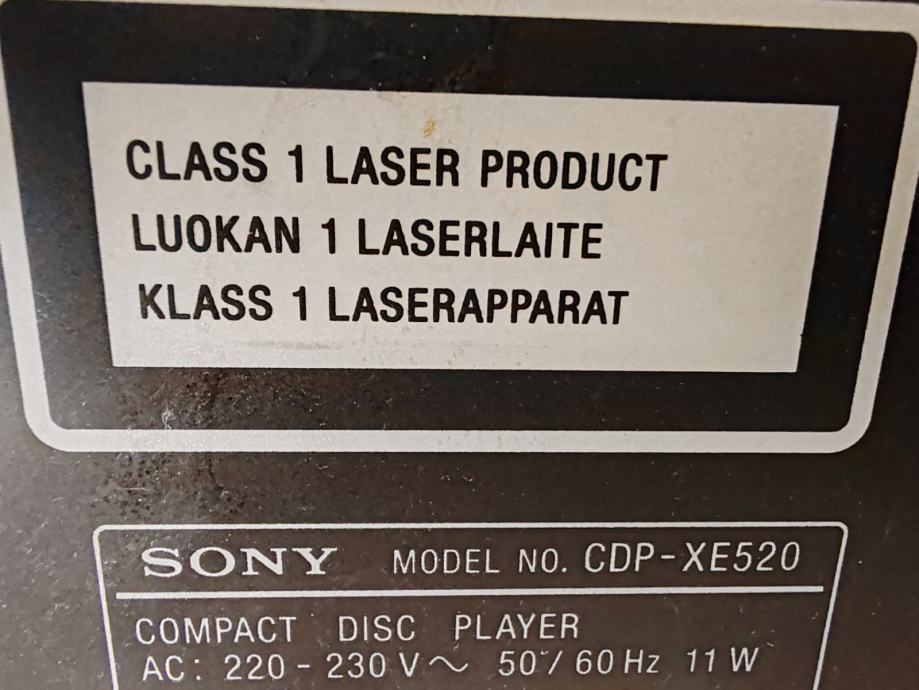 CLASS 1 LASER PRODUCT
LUOKAN 1 LASERLAITE
KLASS 1 LASERAPPARAT
SONY MODEL NO. CDP-XE520
COMPACT DISC PLAYER
AC: 220 - 230 V~ 50/60 Hz 11 W